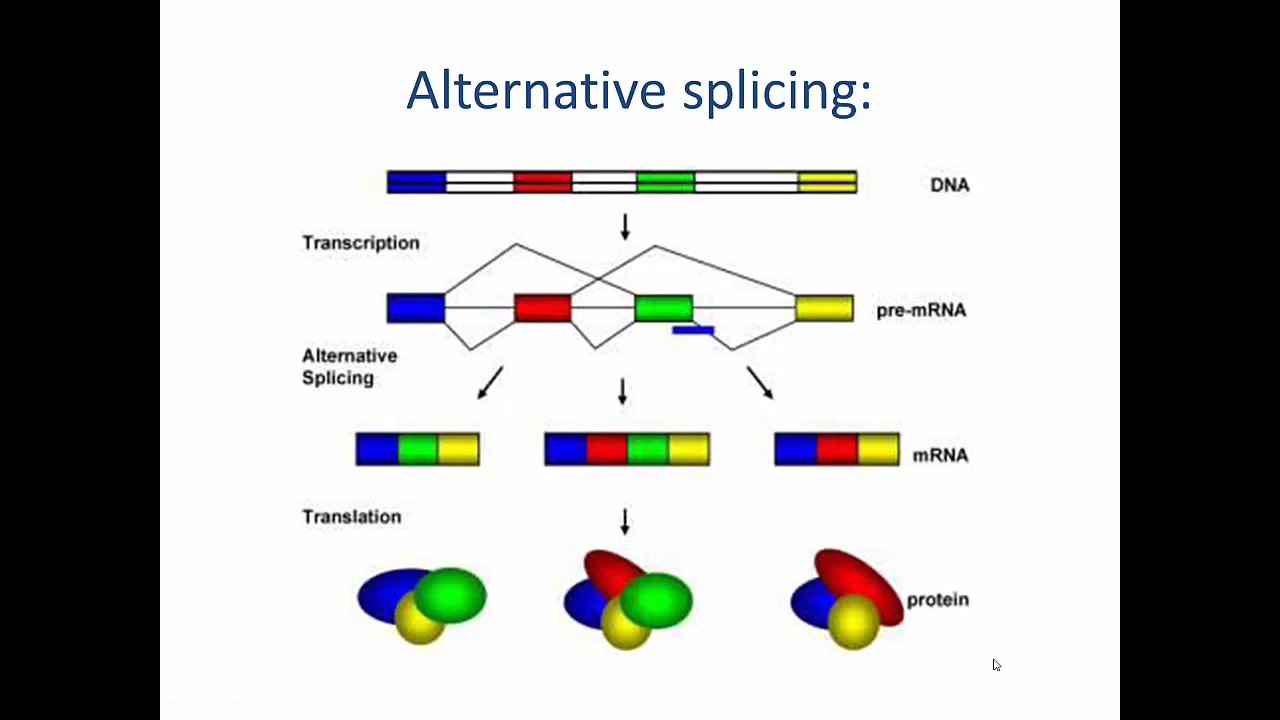 Alternative splicing:
DNA
Transcription
pre-mRNA
Alternative
Splicing
mRNA
Translation
protein